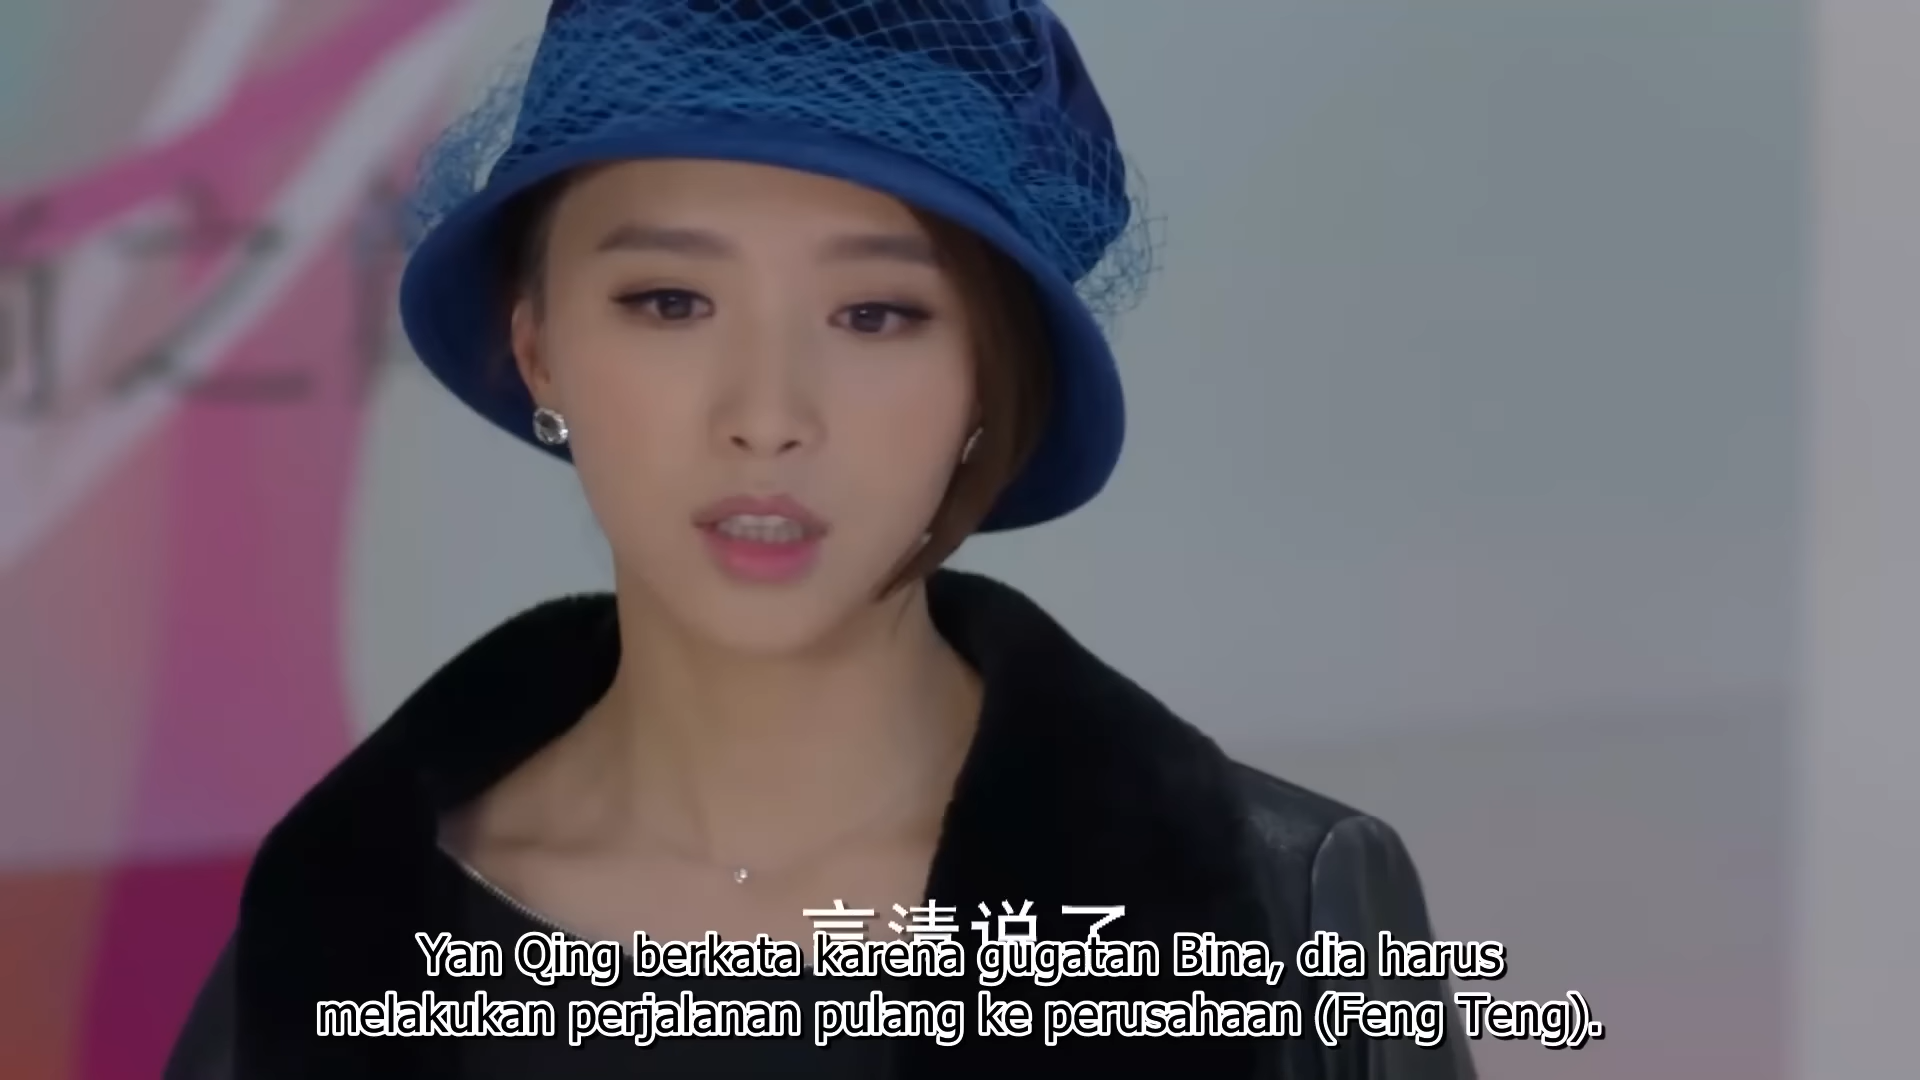 言清说了
Yan Qing berkata karena gugatan Bina, dia harus
melakukan perjalanan pulang ke perusahaan (Feng Teng).